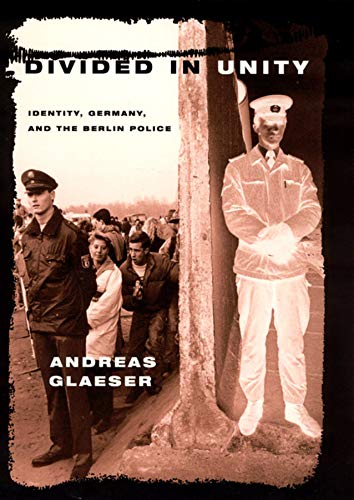 DIVIDED IN UNITY
IDENTITY, GERMANY,
AND THE BERLIN POLICE
ANDREAS
GLAESER